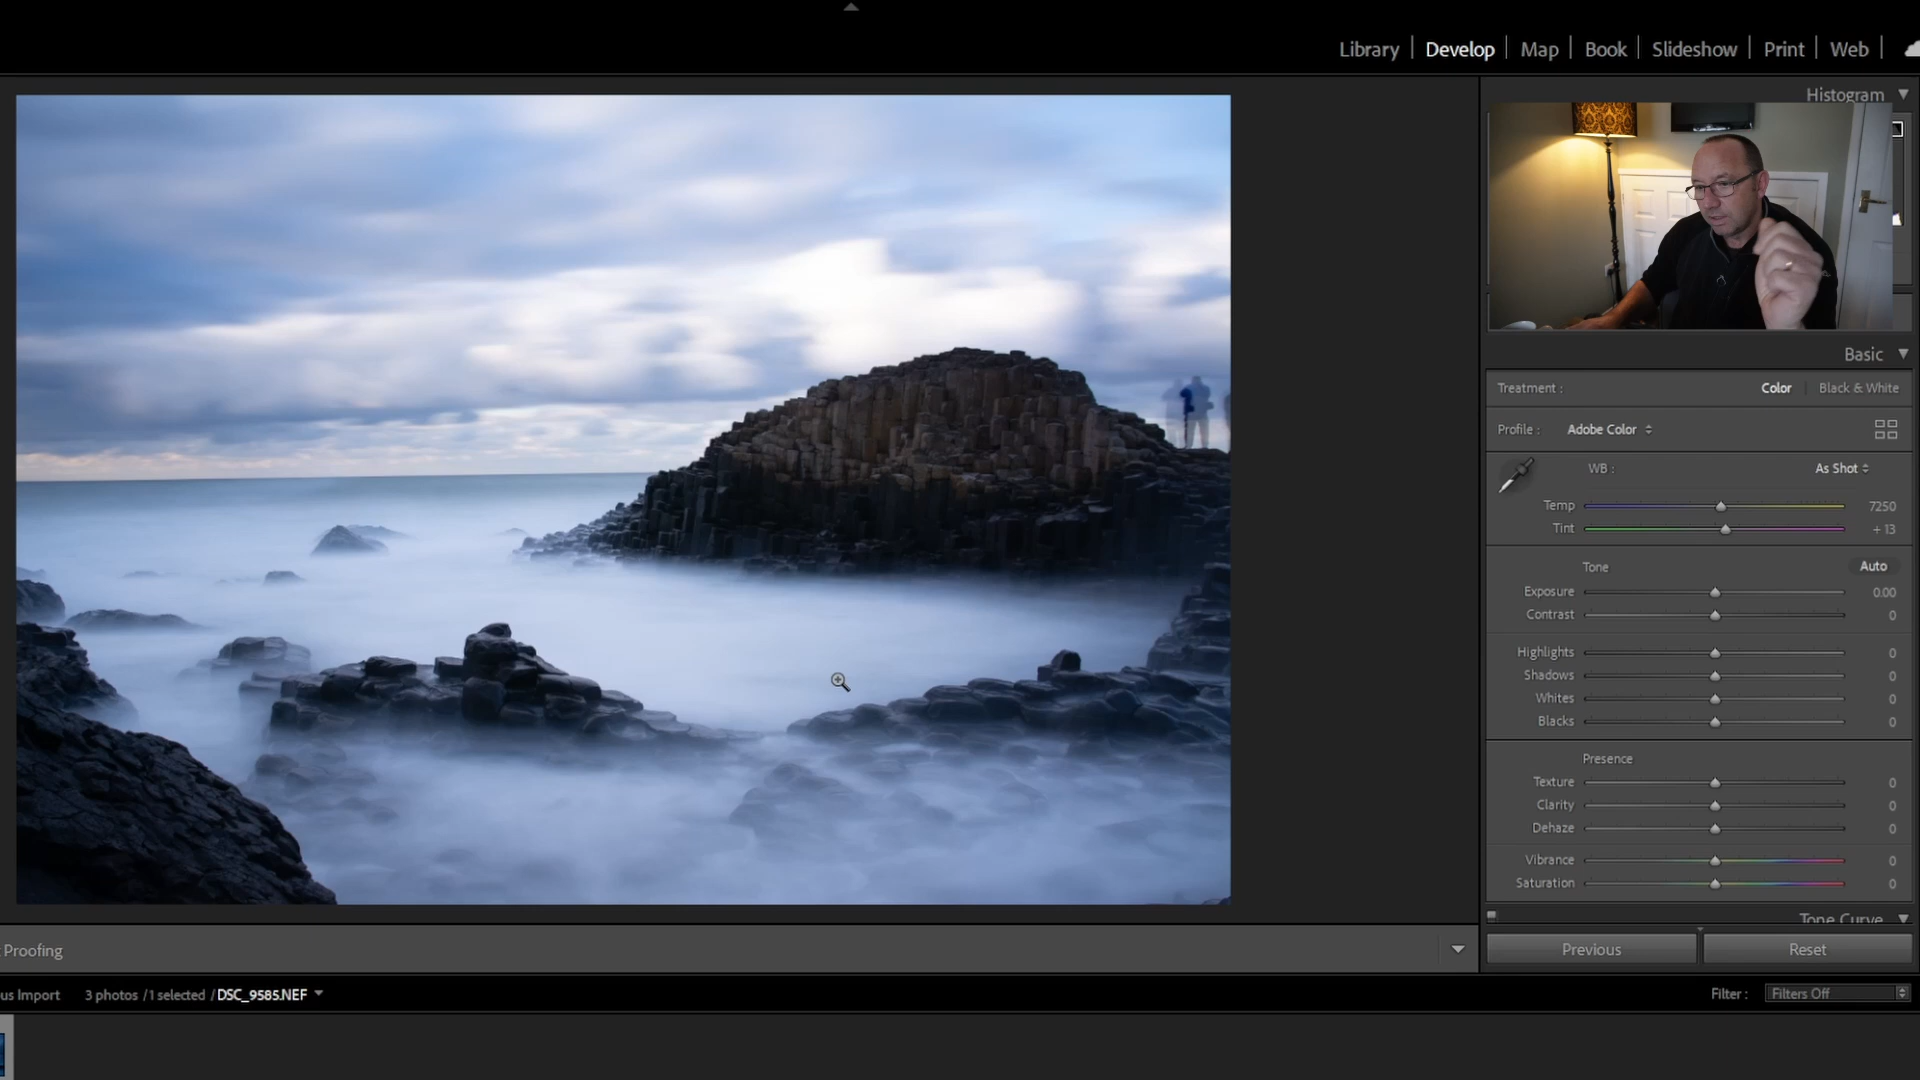 Library | Develop | Map | Book | Slideshow | Print | Web |
Histogram
Basic
Treatment : Color Black & White
Profile : Adobe Color
WB : As Shot
Temp 7250
Tint + 13
Tone Auto
Exposure 0.00
Contrast 0
Highlights 0
Shadows 0
Whites 0
Blacks 0
Presence
Texture 0
Clarity 0
Dehaze 0
Vibrance 0
Saturation 0
Tone Curve
Proofing
Previous Reset
us Import 3 photos / 1 selected / DSC_9585.NEF Filter : Filters Off